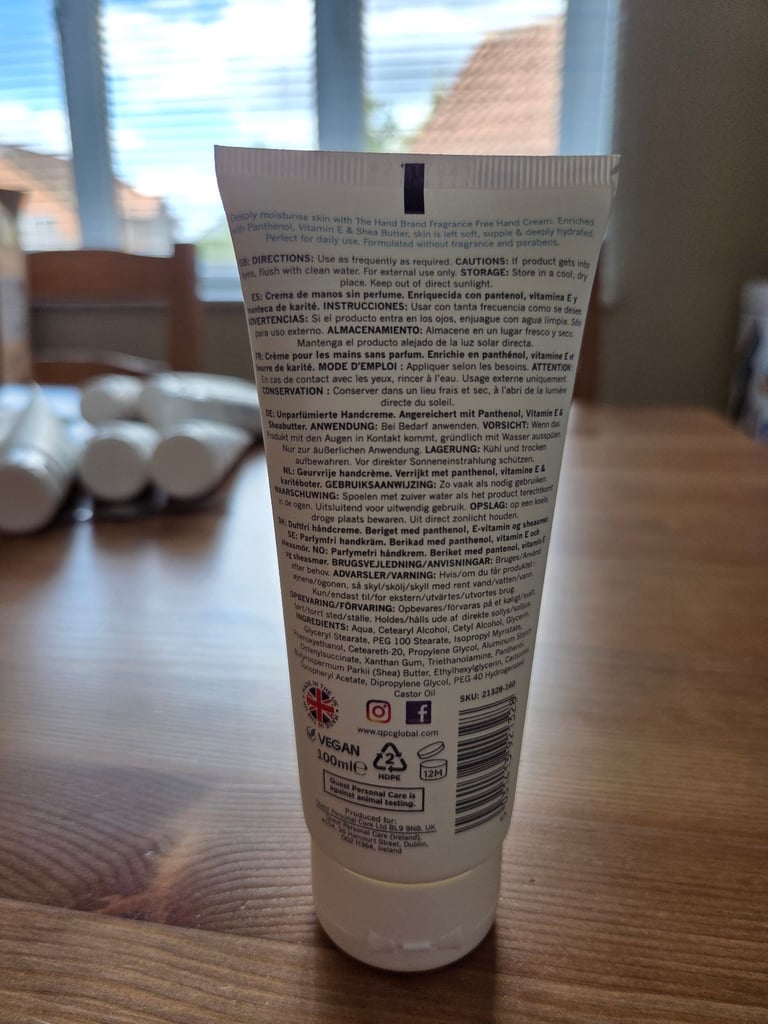 Deeply moisturise skin with The Hand Brand Fragrance Free Hand Cream. Enriched
with Panthenol, Vitamin E & Shea Butter, skin is left soft, supple & deeply hydrated.
Perfect for daily use. Formulated without fragrance and parabens.
GB: DIRECTIONS: Use as frequently as required. CAUTIONS: If product gets into
eyes, flush with clean water. For external use only. STORAGE: Store in a cool, dry
place. Keep out of direct sunlight.
ES: Crema de manos sin perfume. Enriquecida con pantenol, vitamina E y
manteca de karité. INSTRUCCIONES: Usar con tanta frecuencia como se desee.
ADVERTENCIAS: Si el producto entra en los ojos, enjuague con agua limpia. Sólo
para uso externo. ALMACENAMIENTO: Almacene en un lugar fresco y seco.
Mantenga el producto alejado de la luz solar directa.
FR: Crème pour les mains sans parfum. Enrichie en panthénol, vitamine E et
beurre de karité. MODE D'EMPLOI : Appliquer selon les besoins. ATTENTION :
En cas de contact avec les yeux, rincer à l'eau. Usage externe uniquement.
CONSERVATION : Conserver dans un lieu frais et sec, à l'abri de la lumière
directe du soleil.
DE: Unparfümierte Handcreme. Angereichert mit Panthenol, Vitamin E &
Sheabutter. ANWENDUNG: Bei Bedarf anwenden. VORSICHT: Wenn das
Produkt mit den Augen in Kontakt kommt, gründlich mit Wasser ausspülen.
Nur zur äußerlichen Anwendung. LAGERUNG: Kühl und trocken
aufbewahren. Vor direkter Sonneneinstrahlung schützen.
NL: Geurvrije handcrème. Verrijkt met panthenol, vitamine E &
karitéboter. GEBRUIKSAANWIJZING: Zo vaak als nodig gebruiken.
WAARSCHUWING: Spoelen met zuiver water als het product terechtkomt
in de ogen. Uitsluitend voor uitwendig gebruik. OPSLAG: op een koele,
droge plaats bewaren. Uit direct zonlicht houden.
DK: Duftfri håndcreme. Beriget med panthenol, E-vitamin og sheasmør.
SE: Parfymfri handkräm. Berikad med panthenol, vitamin E och
sheasmör. NO: Parfymefri håndkrem. Beriket med pantenol, vitamin E
sheasmør. BRUGSVEJLEDNING/ANVISNINGAR: Bruges/Använd
efter behov. ADVARSLER/VARNING: Hvis/om du får produktet i
øjnene/ögonen, så skyl/skölj/skyll med rent vand/vatten/vann.
Kun/endast til/for ekstern/utvärtes/utvortes brug.
OPBEVARING/FÖRVARING: Opbevares/förvaras på et køligt/svalt,
tørt/torrt sted/ställe. Holdes/hålls ude af direkte sollys/solljus.
INGREDIENTS: Aqua, Cetearyl Alcohol, Cetyl Alcohol, Glycerin,
Glyceryl Stearate, PEG 100 Stearate, Isopropyl Myristate,
Phenoxyethanol, Ceteareth-20, Propylene Glycol, Aluminum Starch
Octenylsuccinate, Xanthan Gum, Triethanolamine, Panthenol,
Butyrospermum Parkii (Shea) Butter, Ethylhexylglycerin, Carbomer,
Tocopheryl Acetate, Dipropylene Glycol, PEG-40 Hydrogenated
Castor Oil
SKU: 21328-160
MADE IN THE UK
www.qpcglobal.com
VEGAN
100ml e
2
HDPE
12M
Quest Personal Care is
against animal testing.
Produced for:
Quest Personal Care Ltd BL9 9NB. UK
Quest Personal Care (Ireland),
20 Harcourt Street, Dublin,
D02 H364, Ireland